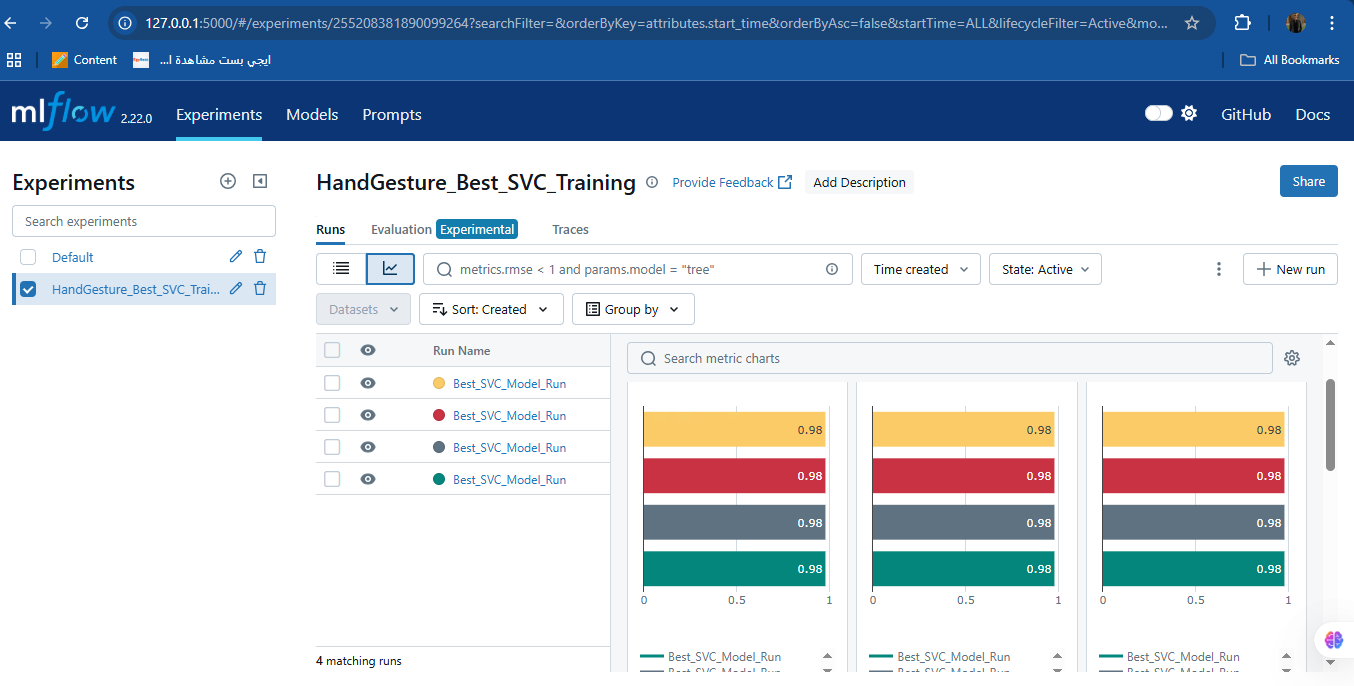 127.0.0.1:5000/#/experiments/255208381890099264?searchFilter=&orderByKey=attributes.start_time&orderByAsc=false&startTime=ALL&lifecycleFilter=Active&mo...
Content
ايجي بست مشاهدة ا...
All Bookmarks
mlflow 2.22.0
Experiments
Models
Prompts
GitHub
Docs
Experiments
Search experiments
Default
HandGesture_Best_SVC_Trai...
HandGesture_Best_SVC_Training
Provide Feedback
Add Description
Share
Runs
Evaluation Experimental
Traces
metrics.rmse < 1 and params.model = "tree"
Time created
State: Active
New run
Datasets
Sort: Created
Group by
Run Name
Best_SVC_Model_Run
Best_SVC_Model_Run
Best_SVC_Model_Run
Best_SVC_Model_Run
4 matching runs
Search metric charts
0.98
0.98
0.98
0.98
0 0.5 1
Best_SVC_Model_Run
Best_SVC_Model_Run
0.98
0.98
0.98
0.98
0 0.5 1
Best_SVC_Model_Run
Best_SVC_Model_Run
0.98
0.98
0.98
0.98
0 0.5 1
Best_SVC_Model_Run
Best_SVC_Model_Run